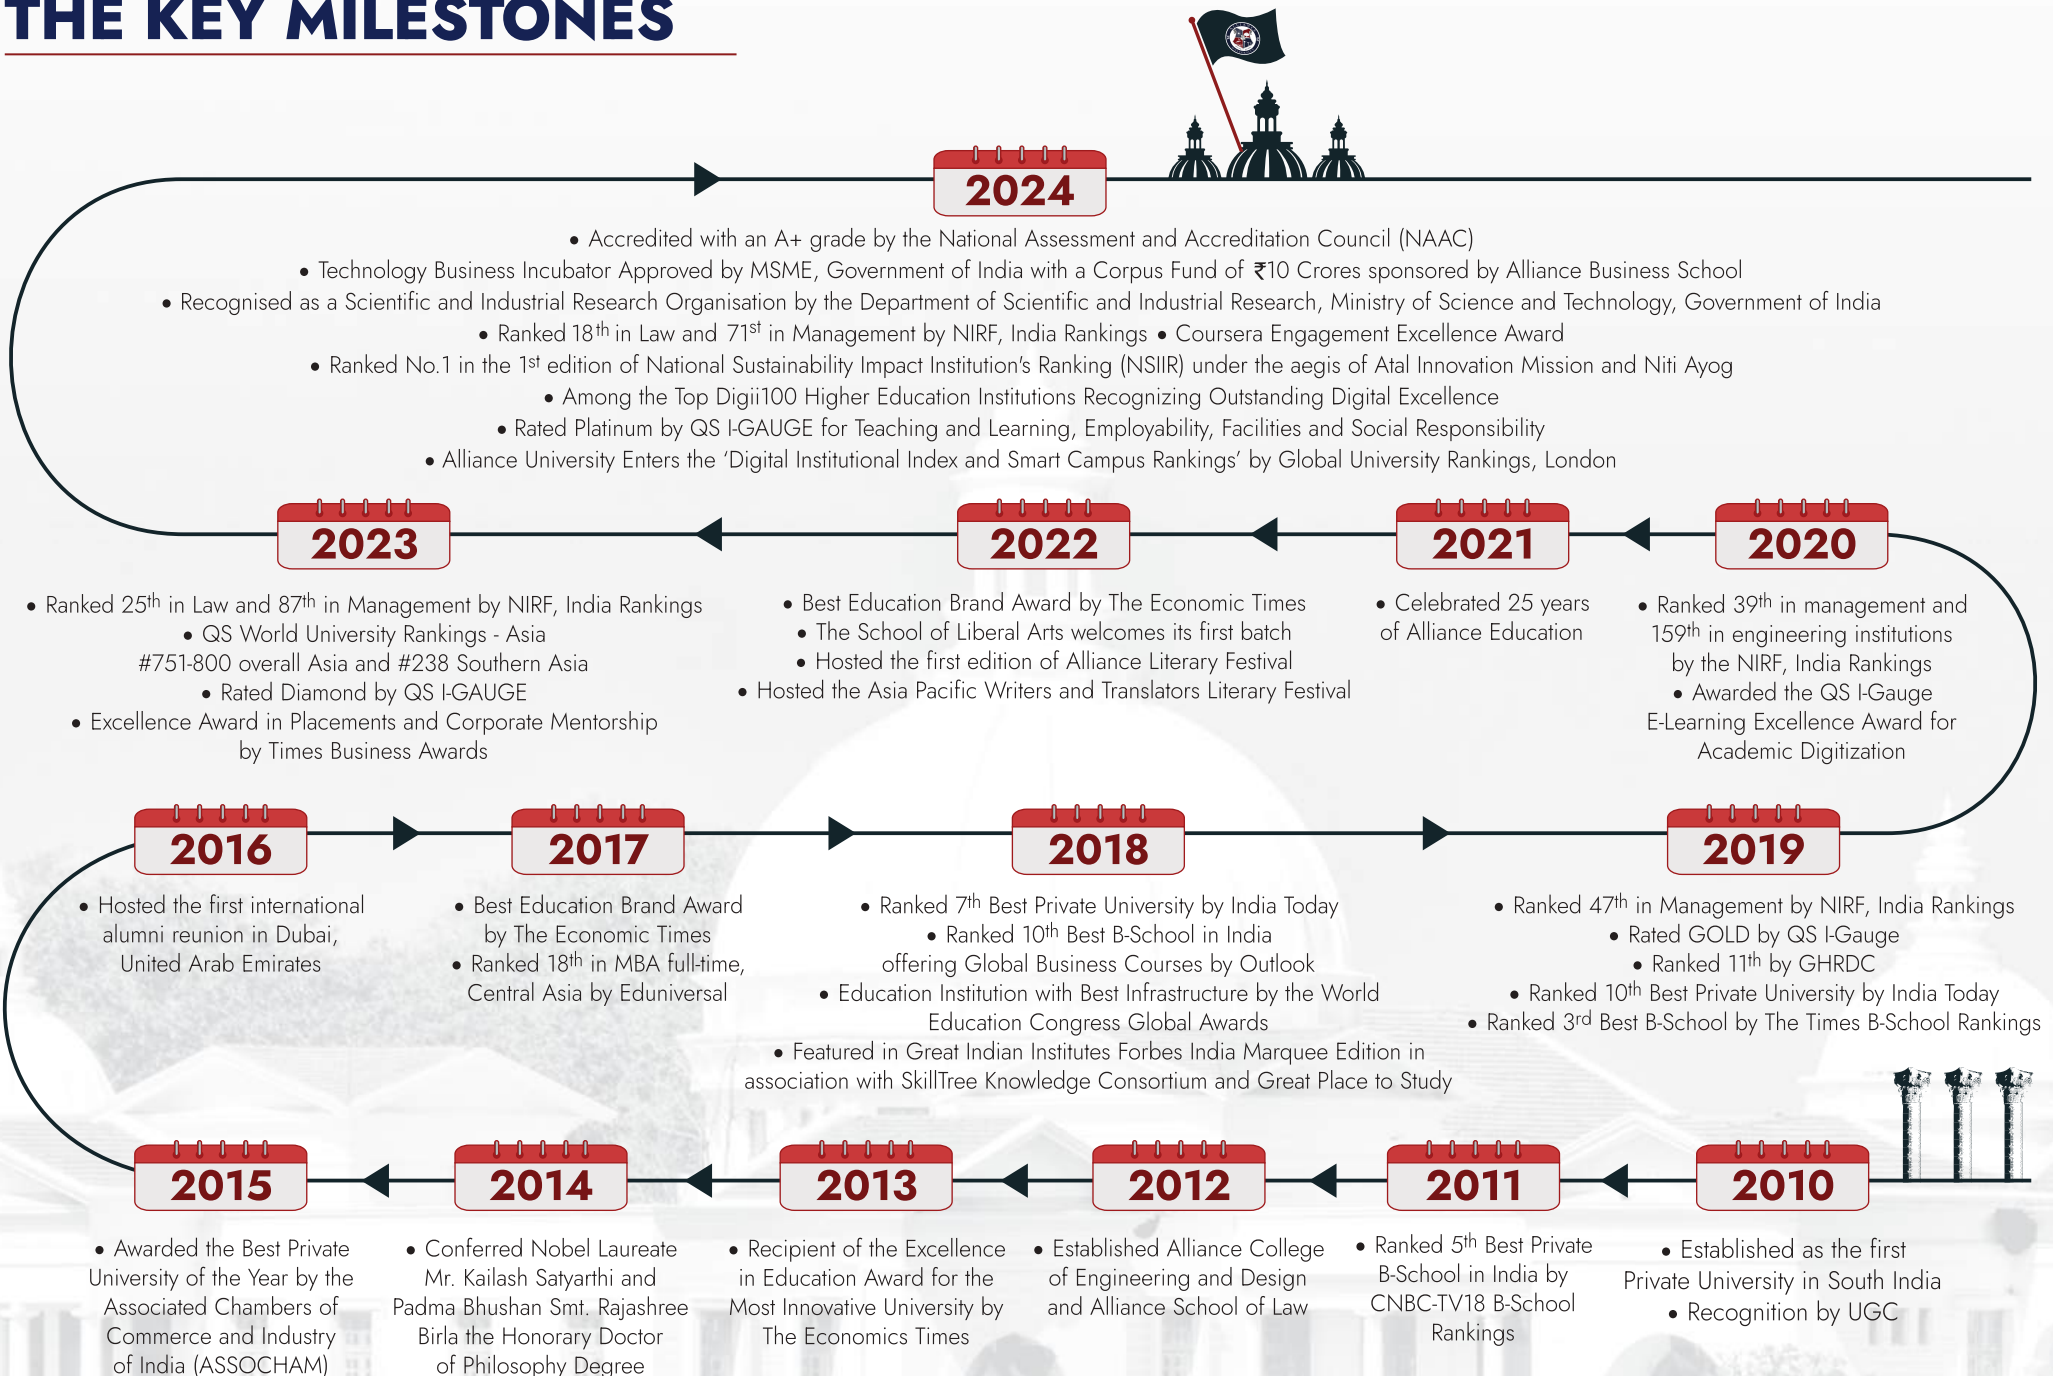 THE KEY MILESTONES
2024
• Accredited with an A+ grade by the National Assessment and Accreditation Council (NAAC)
• Technology Business Incubator Approved by MSME, Government of India with a Corpus Fund of ₹10 Crores sponsored by Alliance Business School
• Recognised as a Scientific and Industrial Research Organisation by the Department of Scientific and Industrial Research, Ministry of Science and Technology, Government of India
• Ranked 18th in Law and 71st in Management by NIRF, India Rankings • Coursera Engagement Excellence Award
• Ranked No.1 in the 1st edition of National Sustainability Impact Institution's Ranking (NSIIR) under the aegis of Atal Innovation Mission and Niti Ayog
• Among the Top Digii100 Higher Education Institutions Recognizing Outstanding Digital Excellence
• Rated Platinum by QS I-GAUGE for Teaching and Learning, Employability, Facilities and Social Responsibility
• Alliance University Enters the ‘Digital Institutional Index and Smart Campus Rankings’ by Global University Rankings, London
2023
• Ranked 25th in Law and 87th in Management by NIRF, India Rankings
• QS World University Rankings - Asia
#751-800 overall Asia and #238 Southern Asia
• Rated Diamond by QS I-GAUGE
• Excellence Award in Placements and Corporate Mentorship
by Times Business Awards
2022
• Best Education Brand Award by The Economic Times
• The School of Liberal Arts welcomes its first batch
• Hosted the first edition of Alliance Literary Festival
• Hosted the Asia Pacific Writers and Translators Literary Festival
2021
• Celebrated 25 years
of Alliance Education
2020
• Ranked 39th in management and
159th in engineering institutions
by the NIRF, India Rankings
• Awarded the QS I-Gauge
E-Learning Excellence Award for
Academic Digitization
2016
• Hosted the first international
alumni reunion in Dubai,
United Arab Emirates
2017
• Best Education Brand Award
by The Economic Times
• Ranked 18th in MBA full-time,
Central Asia by Eduniversal
2018
• Ranked 7th Best Private University by India Today
• Ranked 10th Best B-School in India
offering Global Business Courses by Outlook
• Education Institution with Best Infrastructure by the World
Education Congress Global Awards
• Featured in Great Indian Institutes Forbes India Marquee Edition in
association with SkillTree Knowledge Consortium and Great Place to Study
2019
• Ranked 47th in Management by NIRF, India Rankings
• Rated GOLD by QS I-Gauge
• Ranked 11th by GHRDC
• Ranked 10th Best Private University by India Today
• Ranked 3rd Best B-School by The Times B-School Rankings
2015
• Awarded the Best Private
University of the Year by the
Associated Chambers of
Commerce and Industry
of India (ASSOCHAM)
2014
• Conferred Nobel Laureate
Mr. Kailash Satyarthi and
Padma Bhushan Smt. Rajashree
Birla the Honorary Doctor
of Philosophy Degree
2013
• Recipient of the Excellence
in Education Award for the
Most Innovative University by
The Economics Times
2012
• Established Alliance College
of Engineering and Design
and Alliance School of Law
2011
• Ranked 5th Best Private
B-School in India by
CNBC-TV18 B-School
Rankings
2010
• Established as the first
Private University in South India
• Recognition by UGC